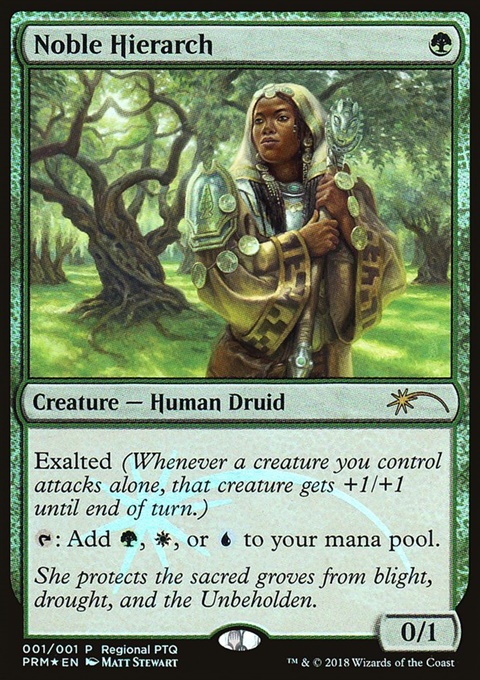 Noble Hierarch
Creature — Human Druid
Exalted (Whenever a creature you control
attacks alone, that creature gets +1/+1
until end of turn.)
: Add , , or to your mana pool.
She protects the sacred groves from blight,
drought, and the Unbeholden.
0/1
001/001 P Regional PTQ
PRM★EN Matt Stewart
™ & © 2018 Wizards of the Coast